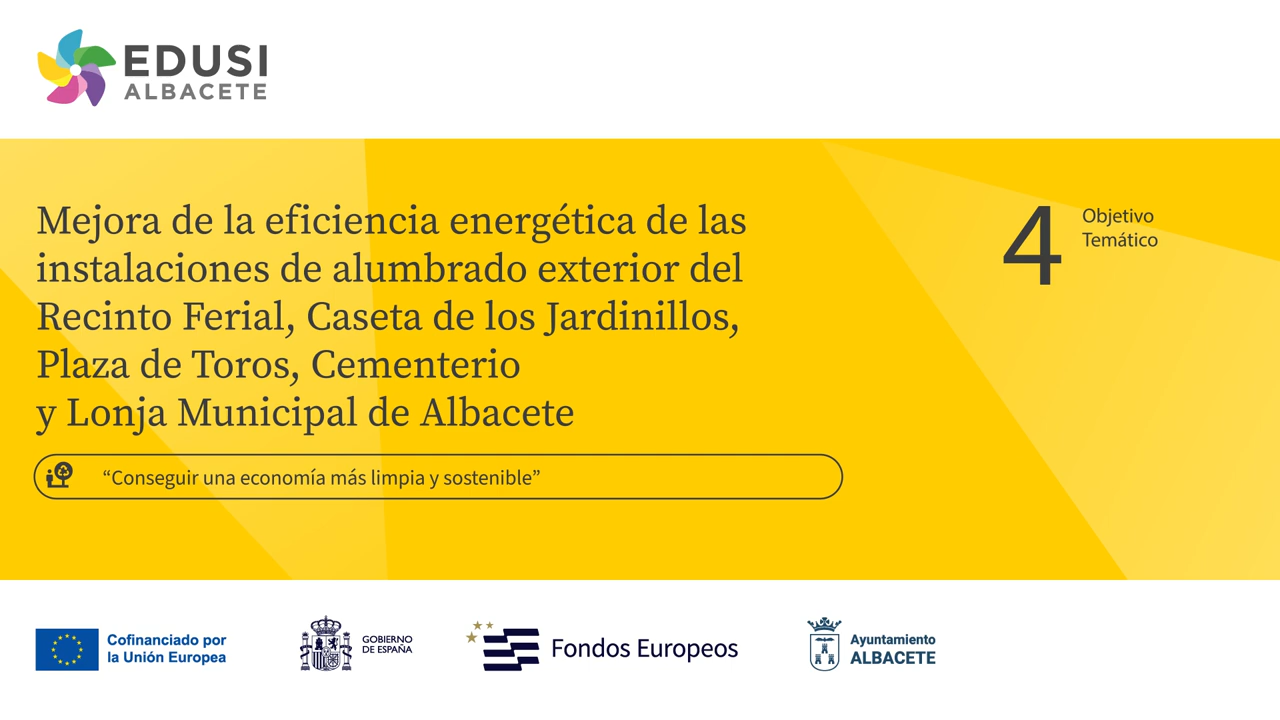 EDUSI
ALBACETE
Mejora de la eficiencia energética de las
instalaciones de alumbrado exterior del
Recinto Ferial, Caseta de los Jardinillos,
Plaza de Toros, Cementerio
y Lonja Municipal de Albacete
4
Objetivo
Temático
“Conseguir una economía más limpia y sostenible”
Cofinanciado por
la Unión Europea
GOBIERNO
DE ESPAÑA
Fondos Europeos
Ayuntamiento
ALBACETE